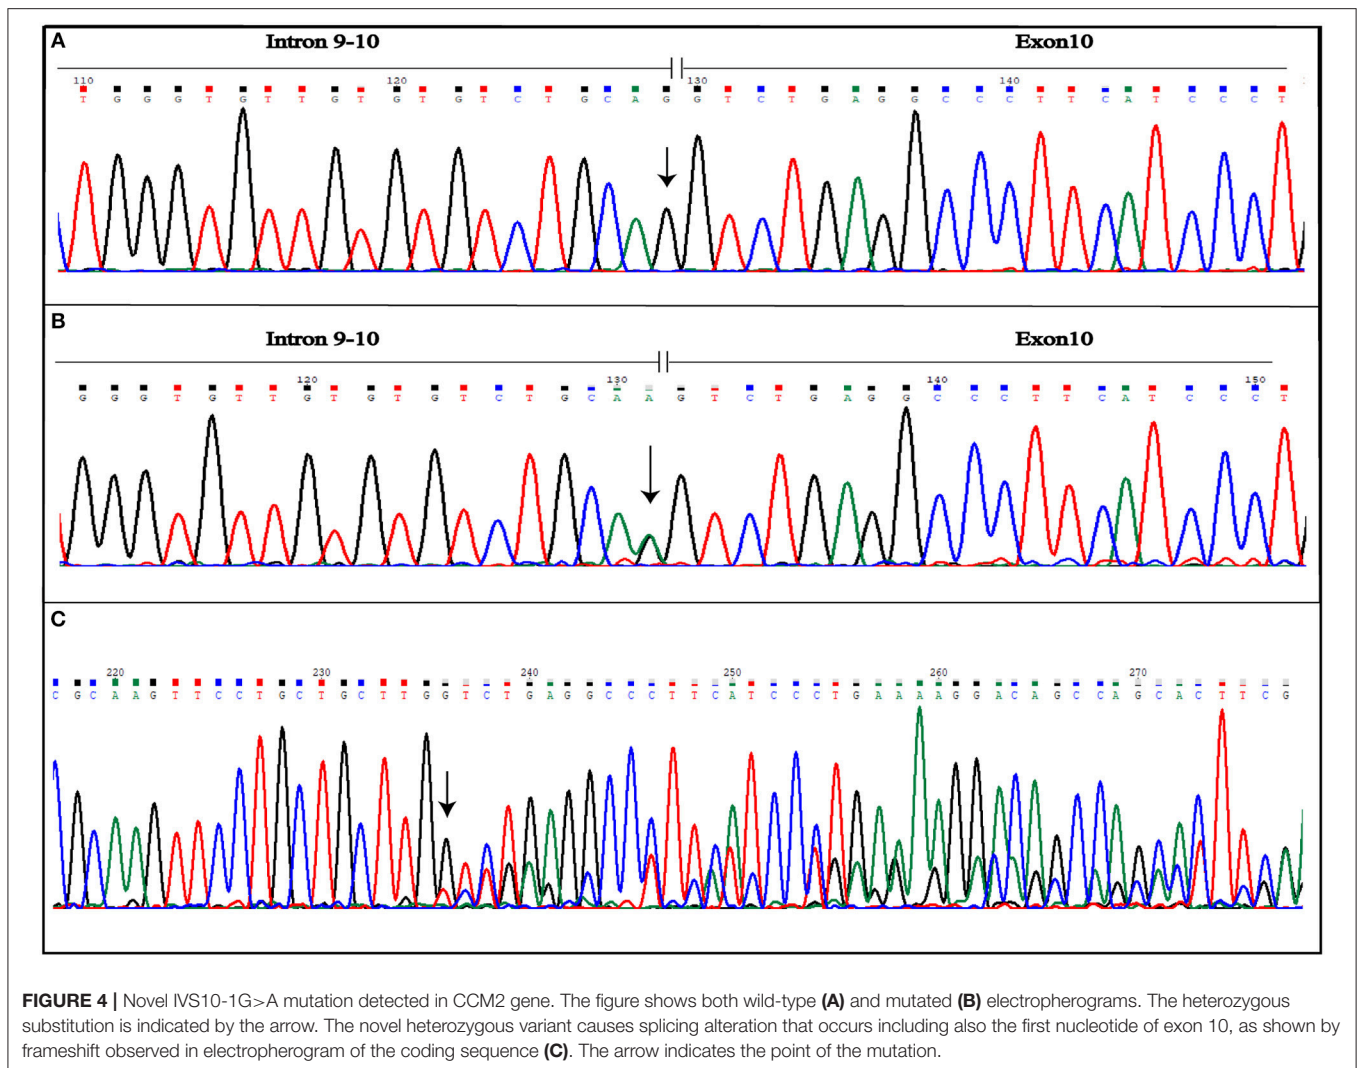 A
Intron 9-10
Exon10
110 120 130 140
T G G G T G T T G T G T G T C T G C A G G T C T G A G G C C C T T C A T C C C T
B
Intron 9-10
Exon10
120 130 140 150
G G G T G T T G T G T G T C T G C A A G T C T G A G G C C C T T C A T C C C T
C
220 230 240 250 260 270
C G C A A G T T C C T G C T G C T T G G T C T G A G G C C C T T C A T C C C T G A A A A G G A C A G C C A G C A C T T C G
FIGURE 4 | Novel IVS10-1G>A mutation detected in CCM2 gene. The figure shows both wild-type (A) and mutated (B) electropherograms. The heterozygous
substitution is indicated by the arrow. The novel heterozygous variant causes splicing alteration that occurs including also the first nucleotide of exon 10, as shown by
frameshift observed in electropherogram of the coding sequence (C). The arrow indicates the point of the mutation.